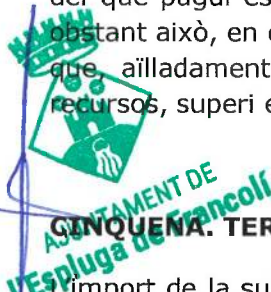 der que pagui es
obstant això, en
que, aïlladament
recursos, superi e
AJUNTAMENT DE
l'Espluga de Francolí
CINQUENA. TER
L'import de la su